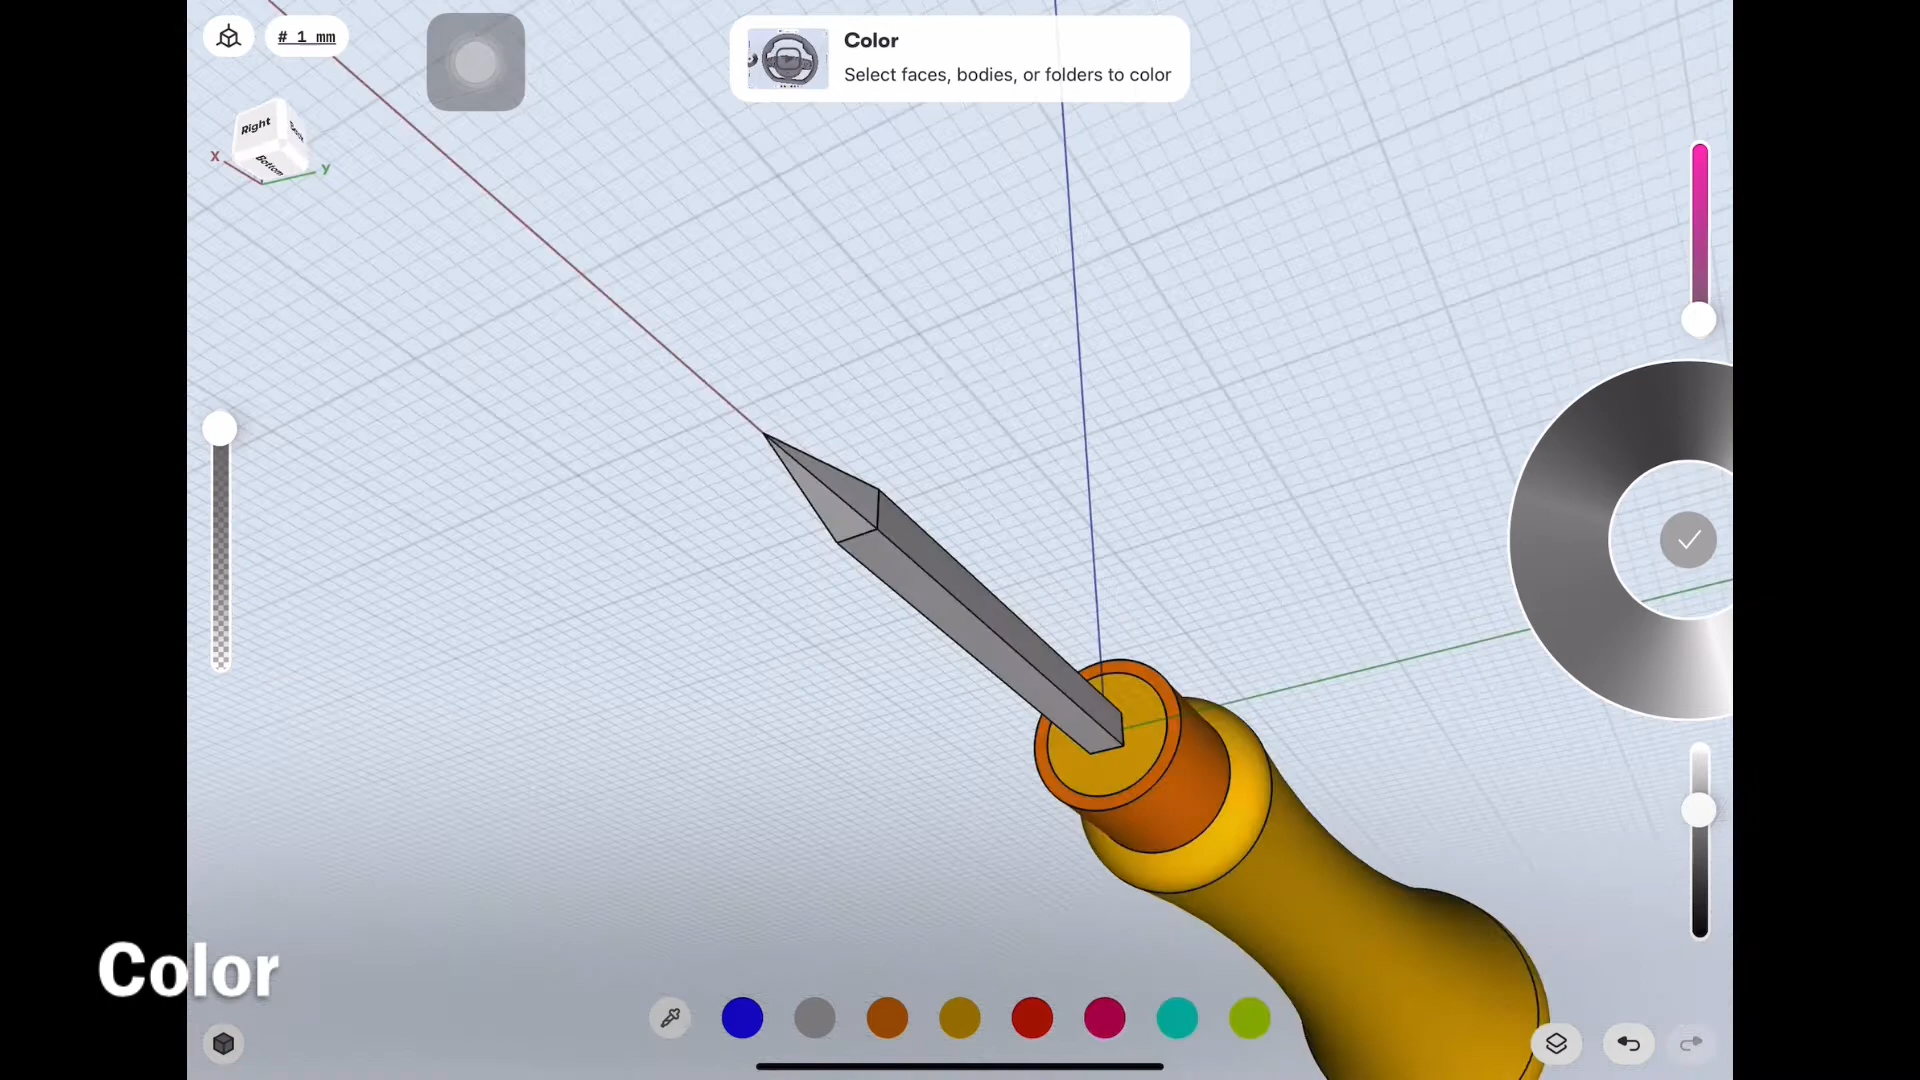 # 1 mm
Color
Select faces, bodies, or folders to color
Right
Bottom
X
Y
Color